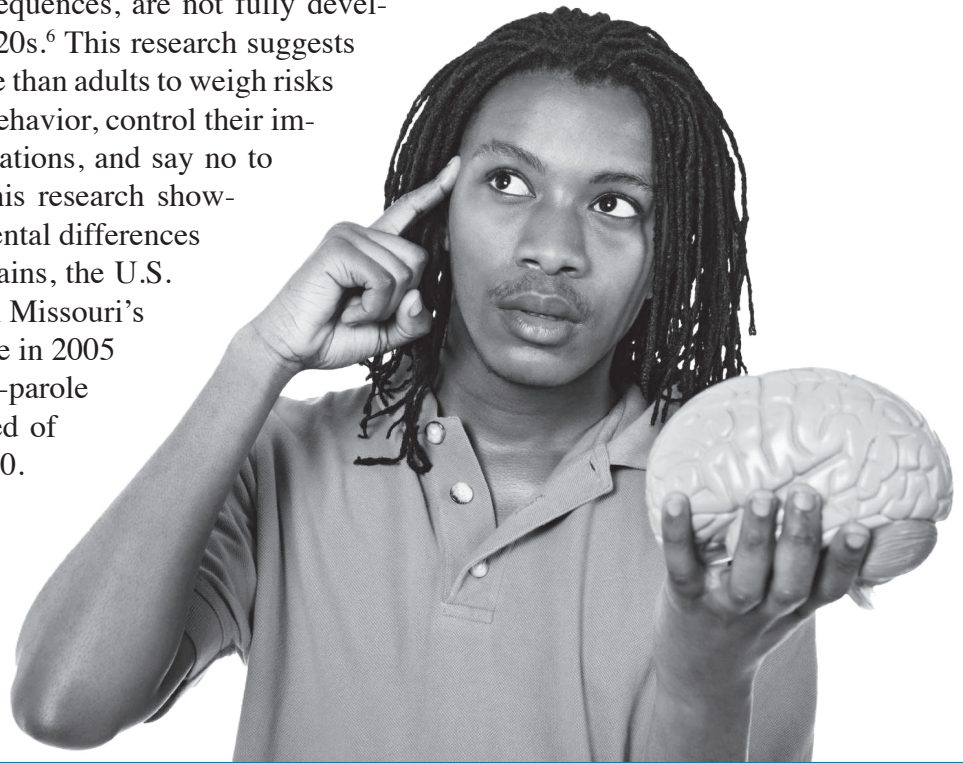 equences, are not fully devel-
20s.6 This research suggests
e than adults to weigh risks
ehavior, control their im-
ations, and say no to
his research show-
ental differences
ains, the U.S.
Missouri's
e in 2005
-parole
ed of
0.